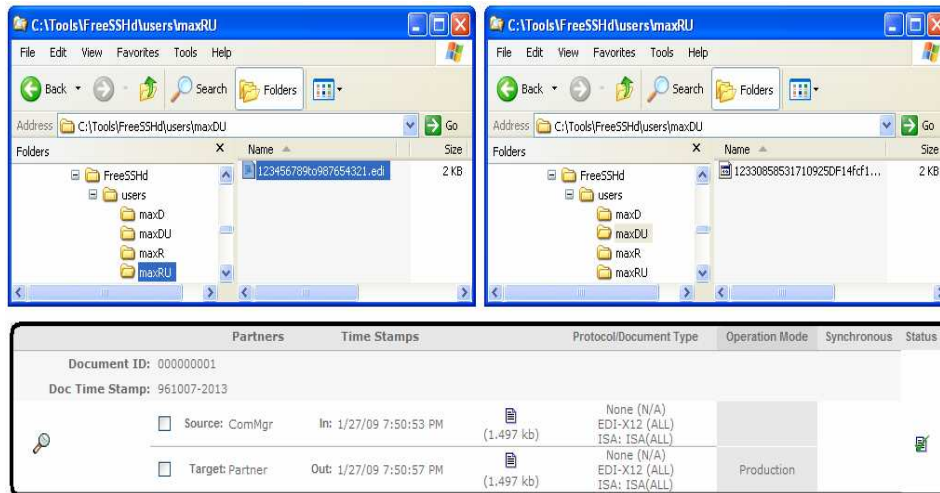 C:\Tools\FreeSSHd\users\maxRU
File Edit View Favorites Tools Help
Back Search Folders
Address C:\Tools\FreeSSHd\users\maxDU Go
Folders X Name Size
FreeSSHd
users
maxD
maxDU
maxR
maxRU
123456789to987654321.edi 2 KB
C:\Tools\FreeSSHd\users\maxRU
File Edit View Favorites Tools Help
Back Search Folders
Address C:\Tools\FreeSSHd\users\maxDU Go
Folders X Name Size
FreeSSHd
users
maxD
maxDU
maxR
maxRU
12330858531710925DF14fcf1... 2 KB
Partners Time Stamps Protocol/Document Type Operation Mode Synchronous Status
Document ID: 000000001
Doc Time Stamp: 961007-2013
Source: ComMgr In: 1/27/09 7:50:53 PM (1.497 kb) None (N/A)
EDI-X12 (ALL)
ISA: ISA(ALL)
Target: Partner Out: 1/27/09 7:50:57 PM (1.497 kb) None (N/A)
EDI-X12 (ALL)
ISA: ISA(ALL)
Production